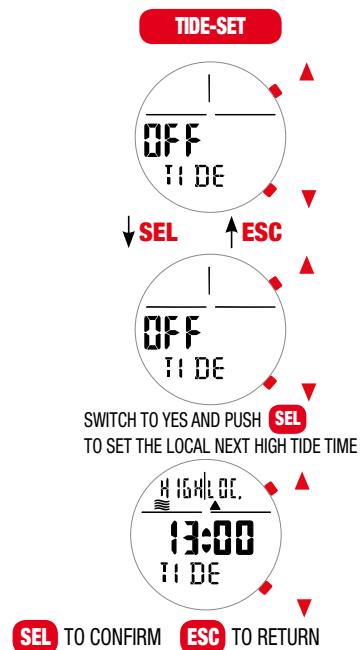 TIDE-SET
OFF
TIDE
SEL ESC
OFF
TIDE
SWITCH TO YES AND PUSH SEL
TO SET THE LOCAL NEXT HIGH TIDE TIME
HIGH LOC.
13:00
TIDE
SEL TO CONFIRM ESC TO RETURN